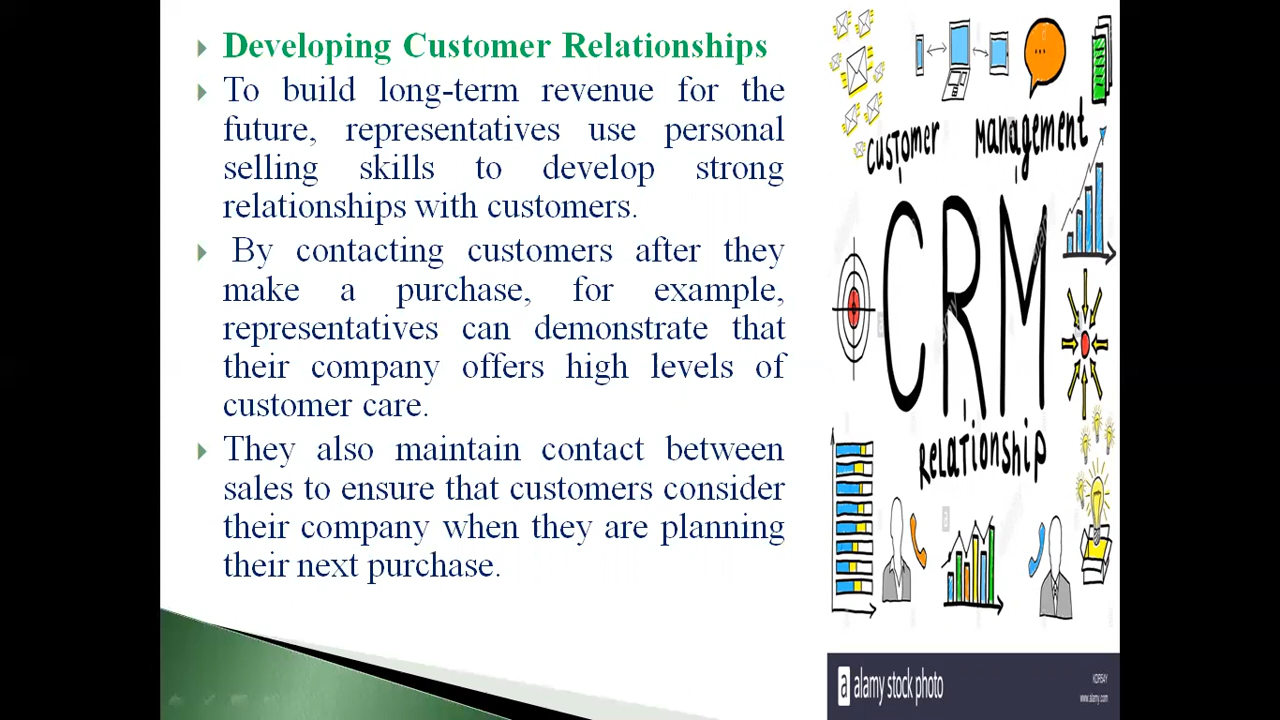 Developing Customer Relationships
To build long-term revenue for the
future, representatives use personal
selling skills to develop strong
relationships with customers.
By contacting customers after they
make a purchase, for example,
representatives can demonstrate that
their company offers high levels of
customer care.
They also maintain contact between
sales to ensure that customers consider
their company when they are planning
their next purchase.
Customer Management
CRM
RELATIONSHIP
a alamy stock photo
www.alamy.com